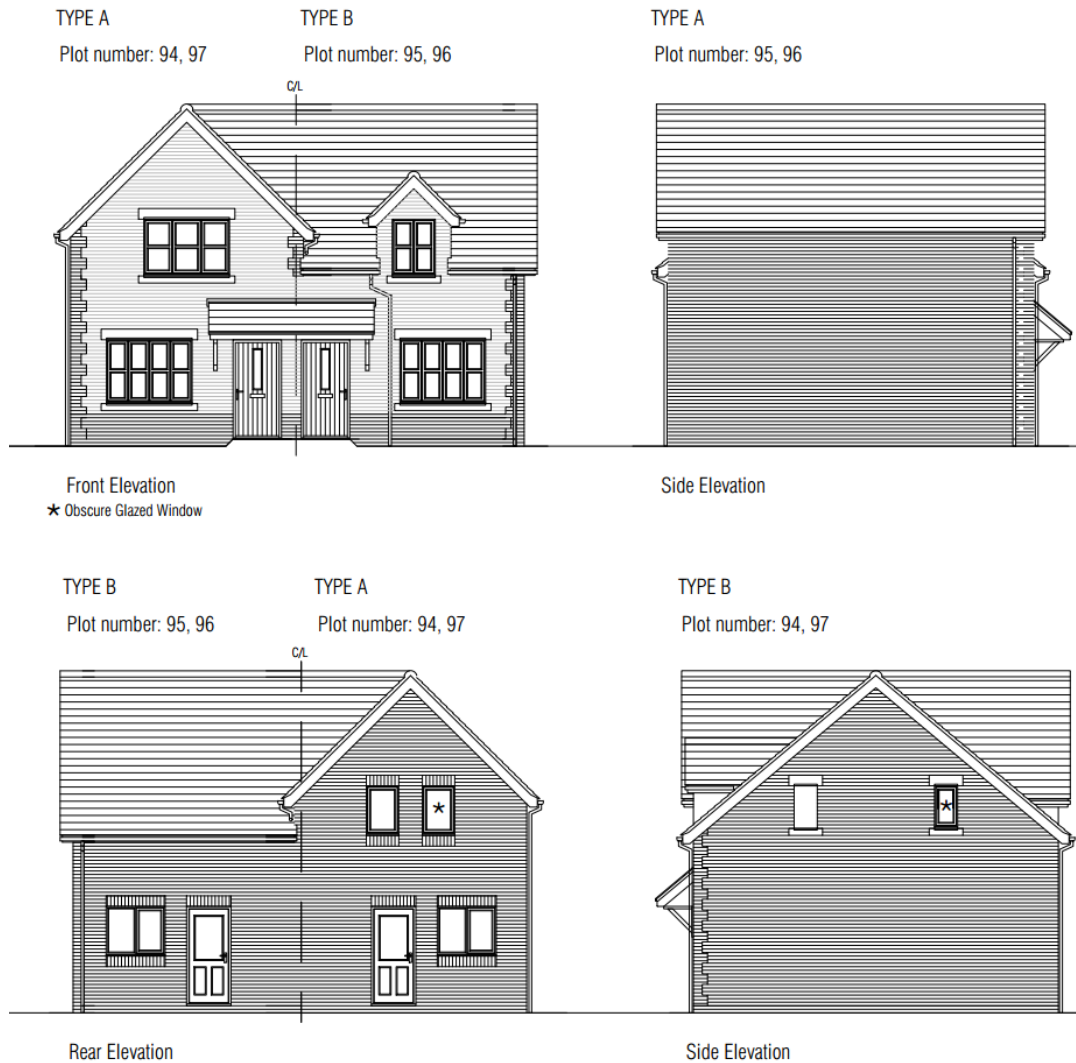 TYPE A
TYPE B
TYPE A
Plot number: 94, 97
Plot number: 95, 96
Plot number: 95, 96
C/L
Front Elevation
Side Elevation
★ Obscure Glazed Window
TYPE B
TYPE A
TYPE B
Plot number: 95, 96
Plot number: 94, 97
Plot number: 94, 97
C/L
★
★
Rear Elevation
Side Elevation